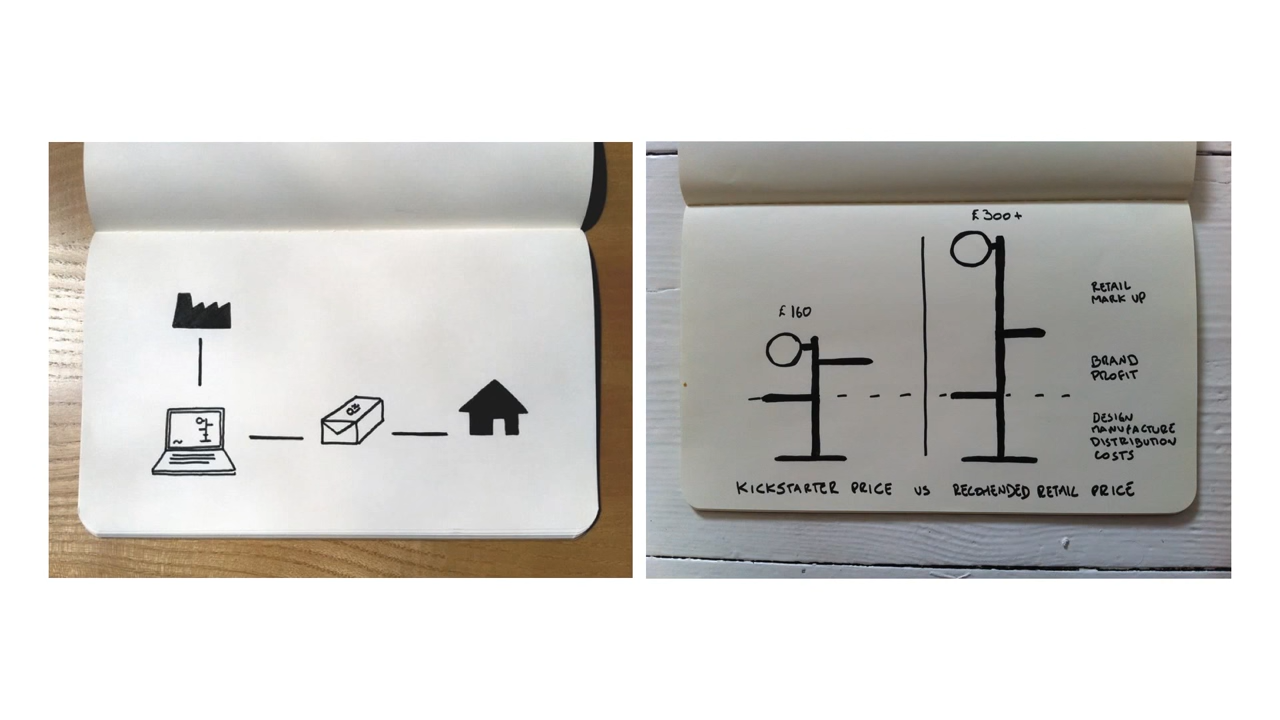 £300+
£160
RETAIL
MARK UP
BRAND
PROFIT
DESIGN
MANUFACTURE
DISTRIBUTION
COSTS
KICKSTARTER PRICE VS RECOMENDED RETAIL PRICE